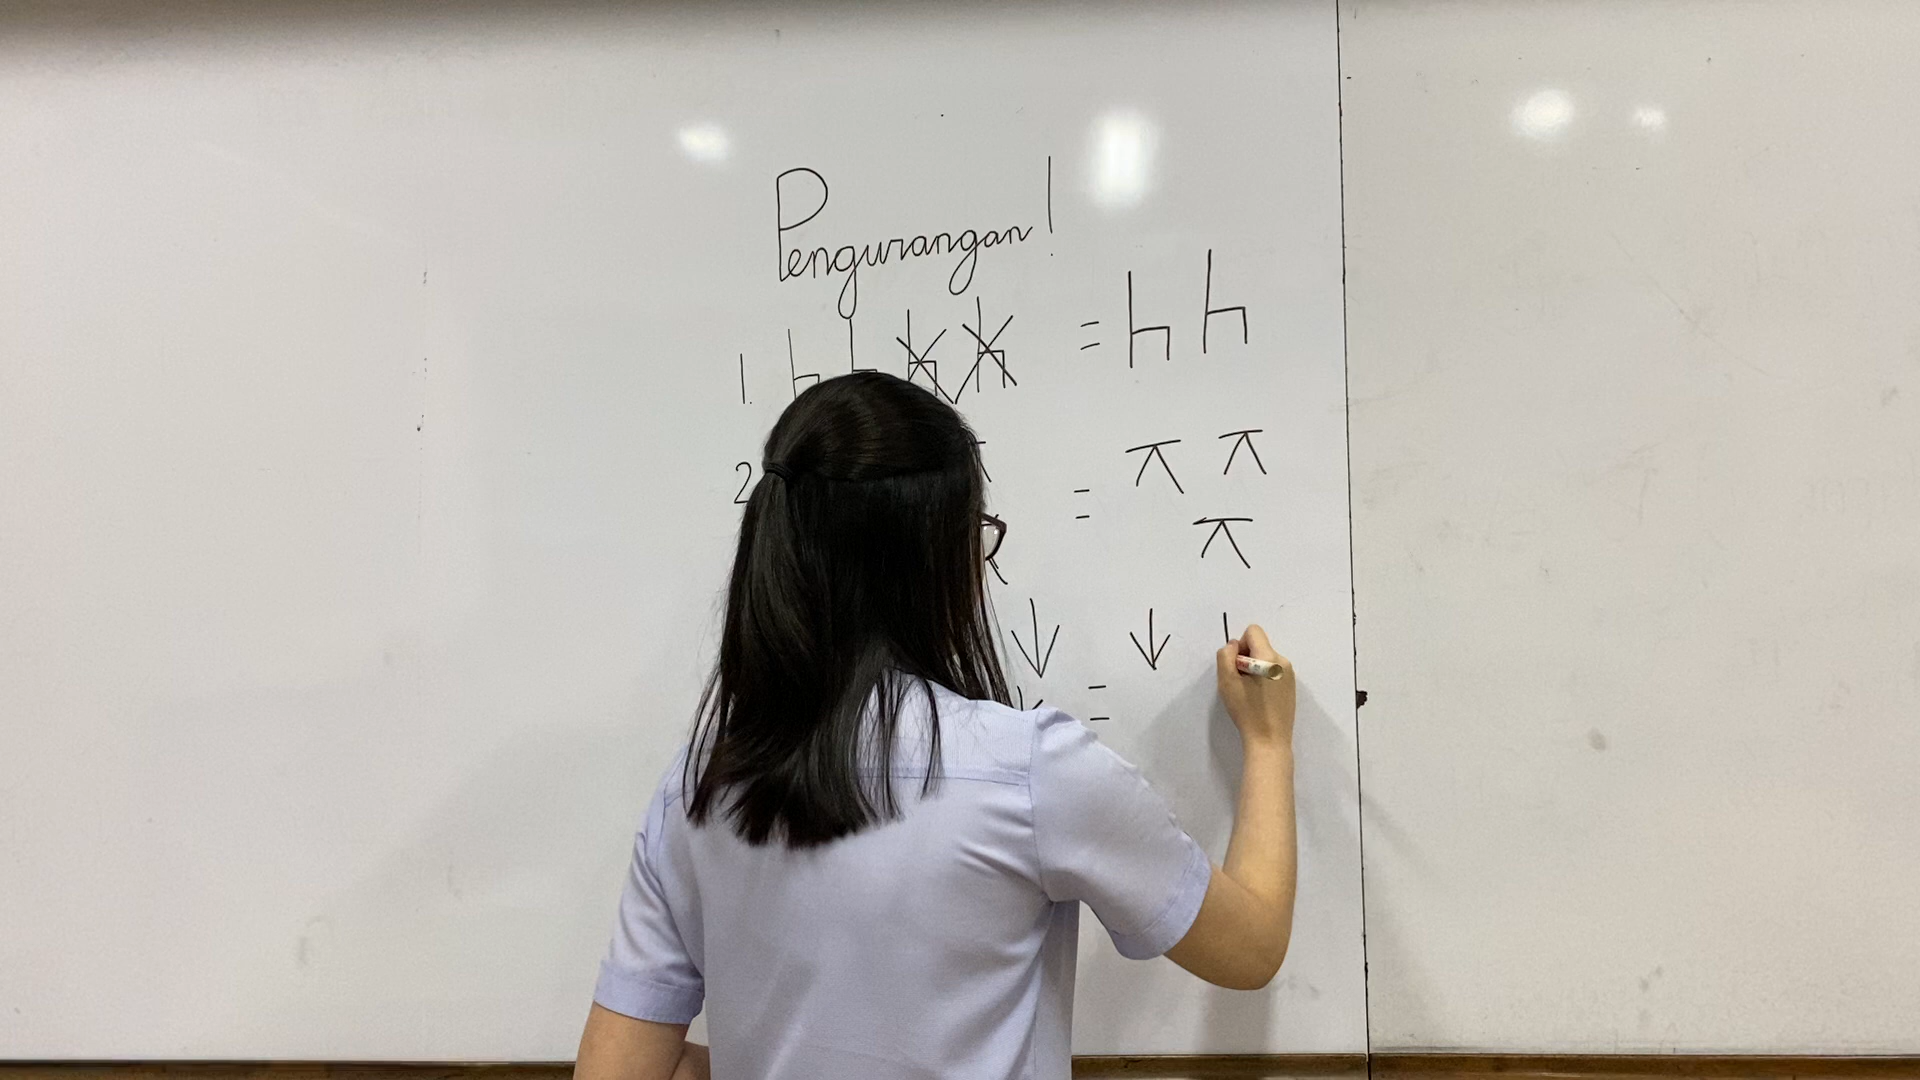 Pengurangan!
1. =
2 =
=